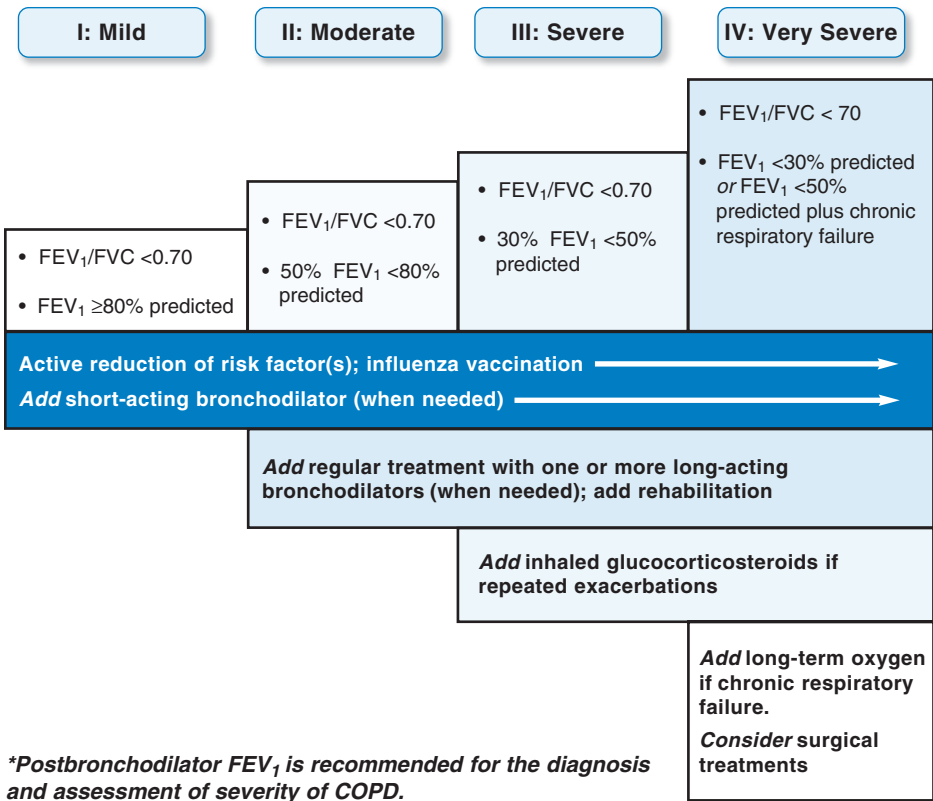 I: Mild
II: Moderate
III: Severe
IV: Very Severe
• FEV₁/FVC <0.70
• FEV₁ ≥80% predicted
• FEV₁/FVC <0.70
• 50% FEV₁ <80%
predicted
• FEV₁/FVC <0.70
• 30% FEV₁ <50%
predicted
• FEV₁/FVC < 70
• FEV₁ <30% predicted
or FEV₁ <50%
predicted plus chronic
respiratory failure
Active reduction of risk factor(s); influenza vaccination
Add short-acting bronchodilator (when needed)
Add regular treatment with one or more long-acting
bronchodilators (when needed); add rehabilitation
Add inhaled glucocorticosteroids if
repeated exacerbations
Add long-term oxygen
if chronic respiratory
failure.
Consider surgical
treatments
*Postbronchodilator FEV₁ is recommended for the diagnosis
and assessment of severity of COPD.